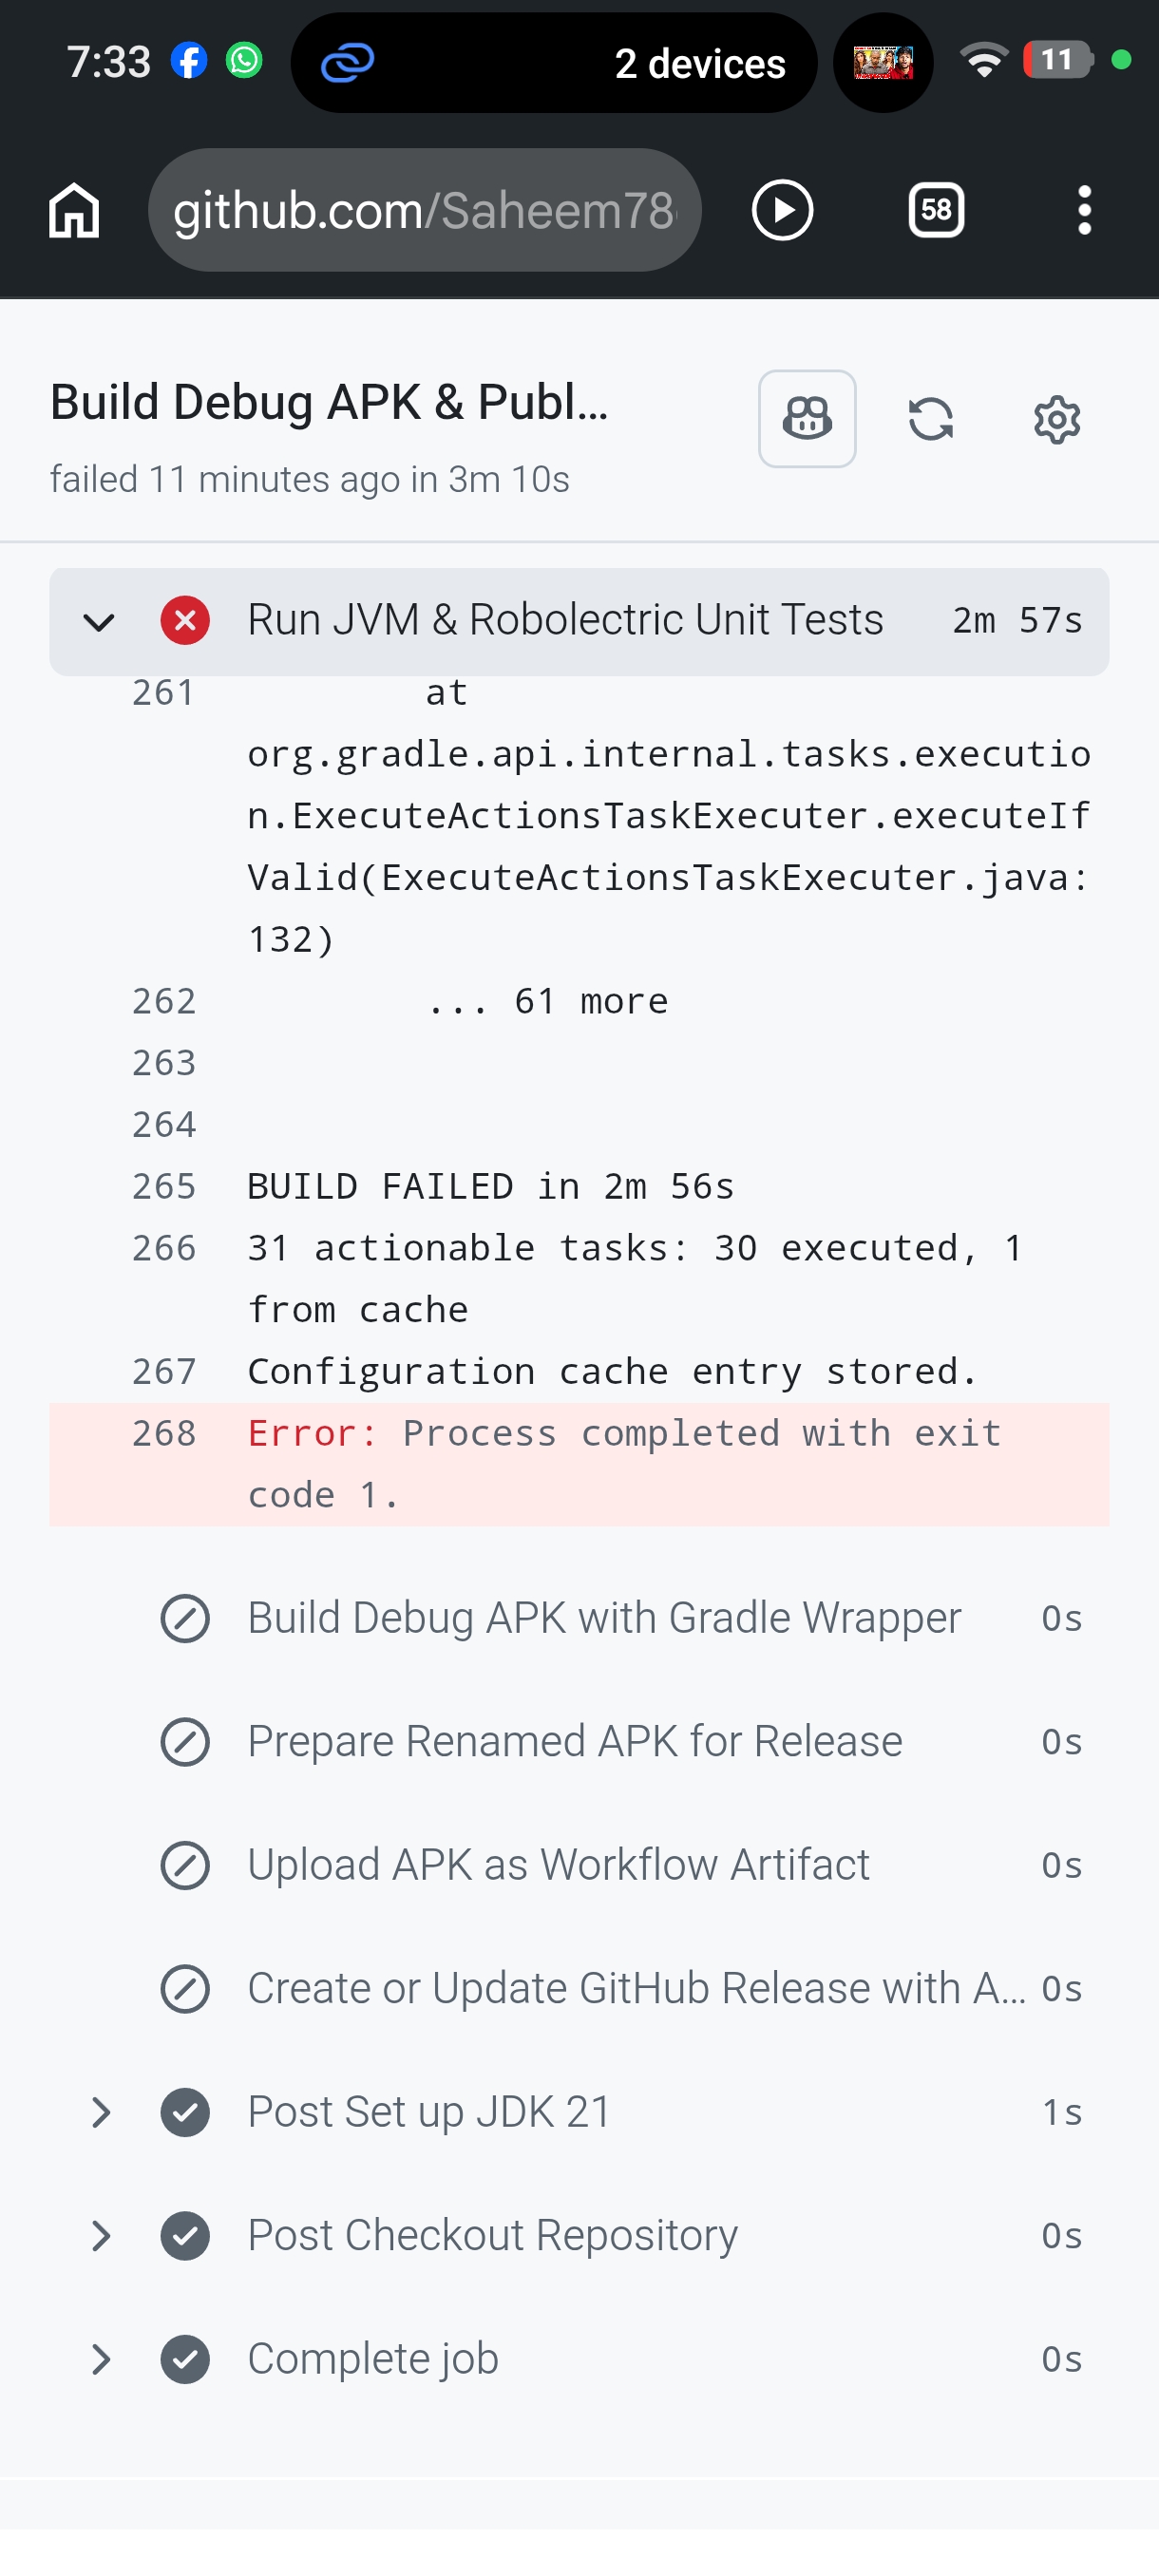 7:33
2 devices
11
github.com/Saheem78
58
Build Debug APK & Publ...
failed 11 minutes ago in 3m 10s
Run JVM & Robolectric Unit Tests 2m 57s
261 at
org.gradle.api.internal.tasks.executio
n.ExecuteActionsTaskExecuter.executeIf
Valid(ExecuteActionsTaskExecuter.java:
132)
262 ... 61 more
263
264
265 BUILD FAILED in 2m 56s
266 31 actionable tasks: 30 executed, 1
from cache
267 Configuration cache entry stored.
268 Error: Process completed with exit
code 1.
Build Debug APK with Gradle Wrapper 0s
Prepare Renamed APK for Release 0s
Upload APK as Workflow Artifact 0s
Create or Update GitHub Release with A... 0s
Post Set up JDK 21 1s
Post Checkout Repository 0s
Complete job 0s